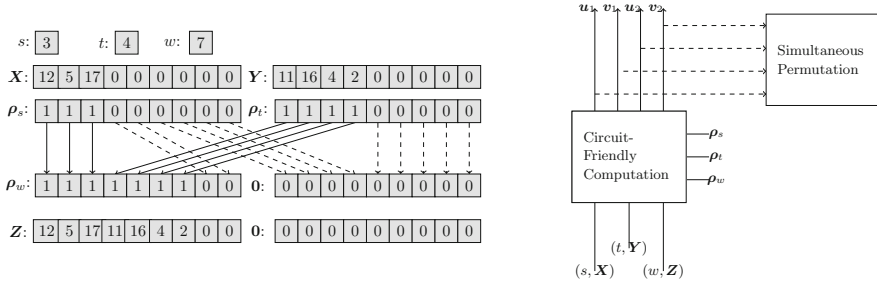 s: 3 t: 4 w: 7
X: 12 5 17 0 0 0 0 0 0 Y: 11 16 4 2 0 0 0 0 0
ρs: 1 1 1 0 0 0 0 0 0 ρt: 1 1 1 1 0 0 0 0 0
ρw: 1 1 1 1 1 1 1 0 0 0: 0 0 0 0 0 0 0 0 0
Z: 12 5 17 11 16 4 2 0 0 0: 0 0 0 0 0 0 0 0 0
u1 v1 u2 v2
Simultaneous
Permutation
Circuit-
Friendly
Computation
ρs
ρt
ρw
(t, Y)
(s, X) (w, Z)